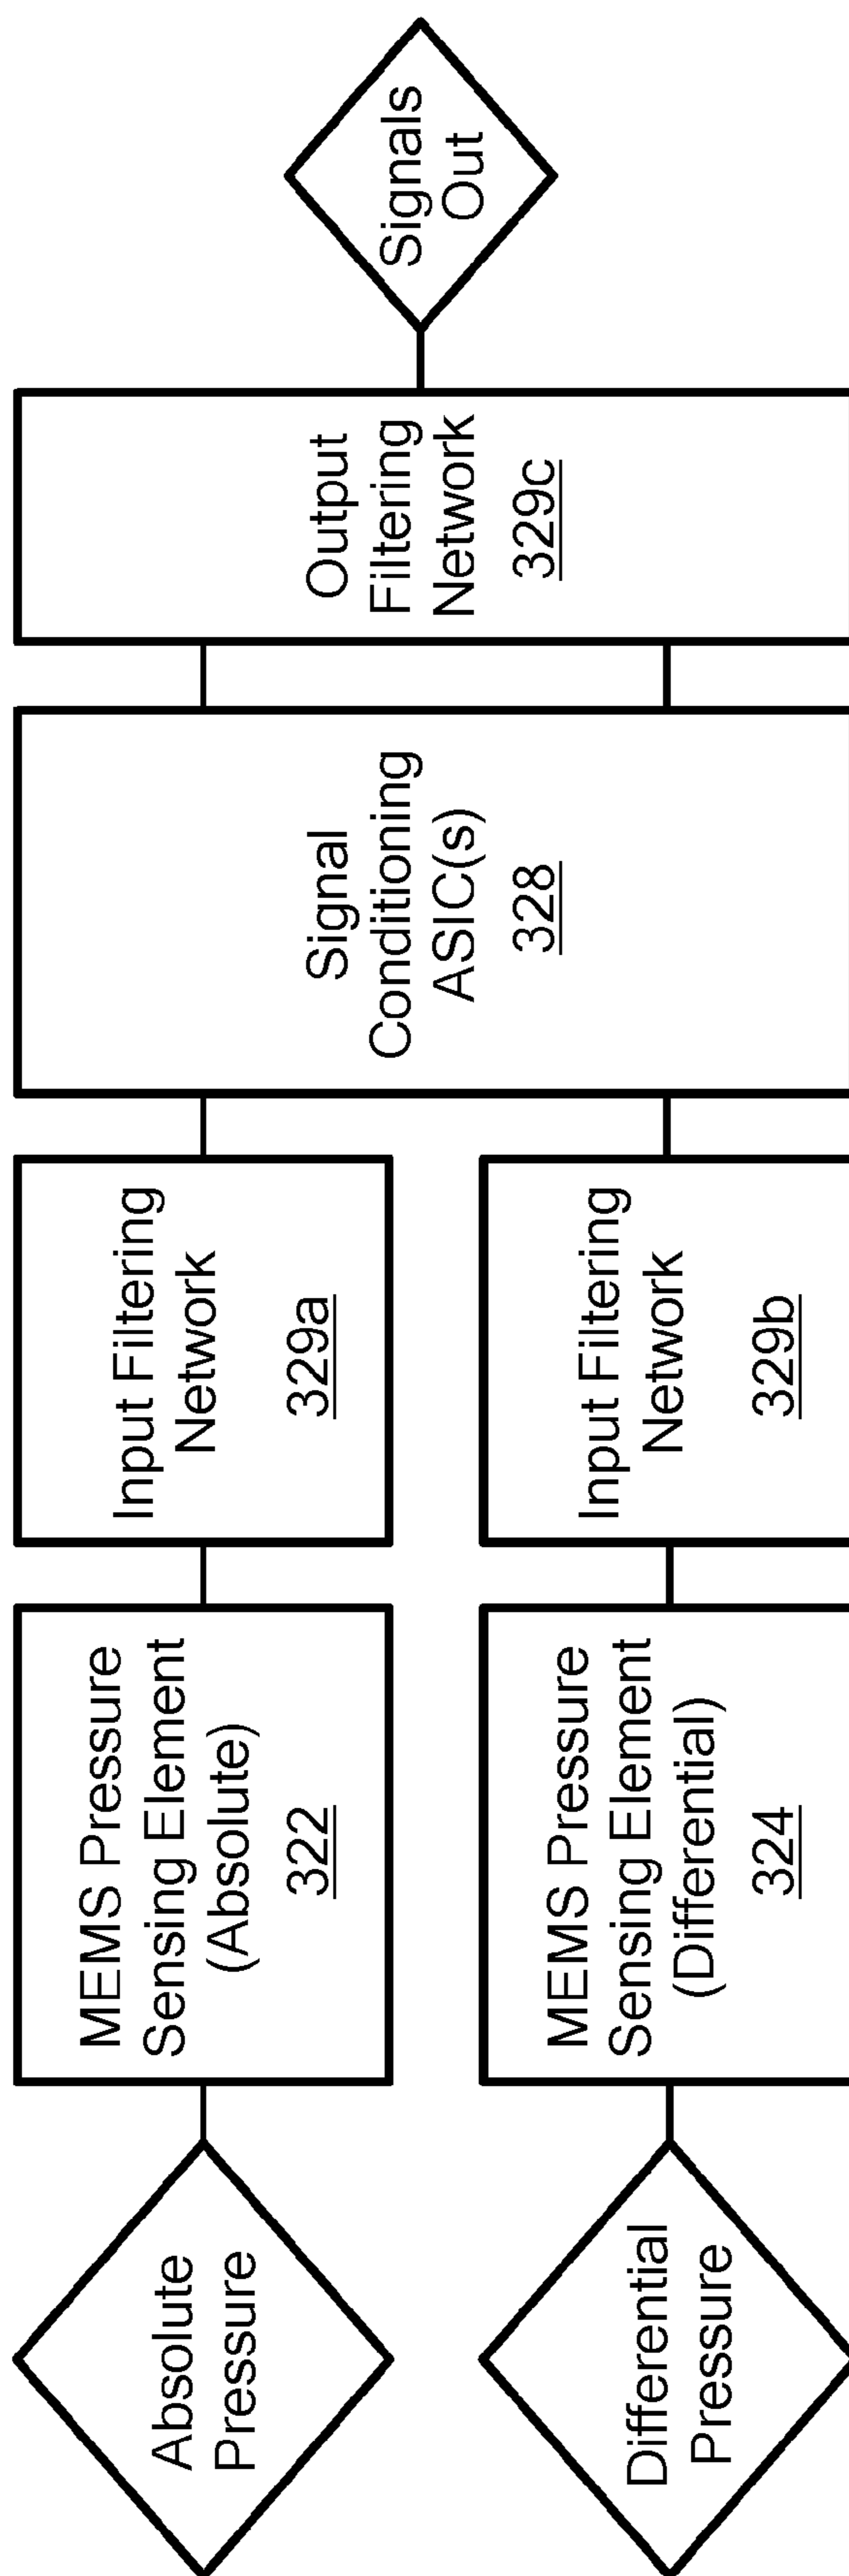 Absolute
Pressure
MEMS Pressure
Sensing Element
(Absolute)
322
Input Filtering
Network
329a
Differential
Pressure
MEMS Pressure
Sensing Element
(Differential)
324
Input Filtering
Network
329b
Signal
Conditioning
ASIC(s)
328
Output
Filtering
Network
329c
Signals
Out